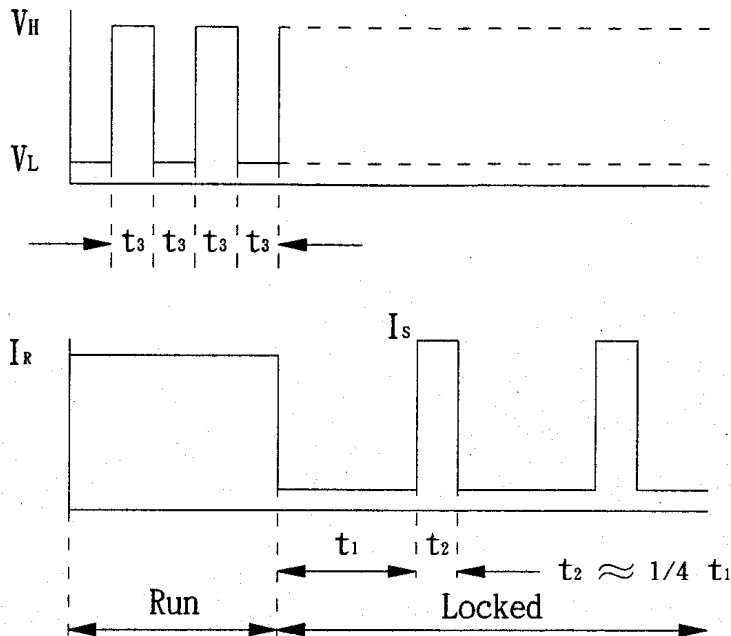 VH
VL
t3 t3 t3 t3
IR
IS
t1 t2 t2 ≈ 1/4 t1
Run Locked